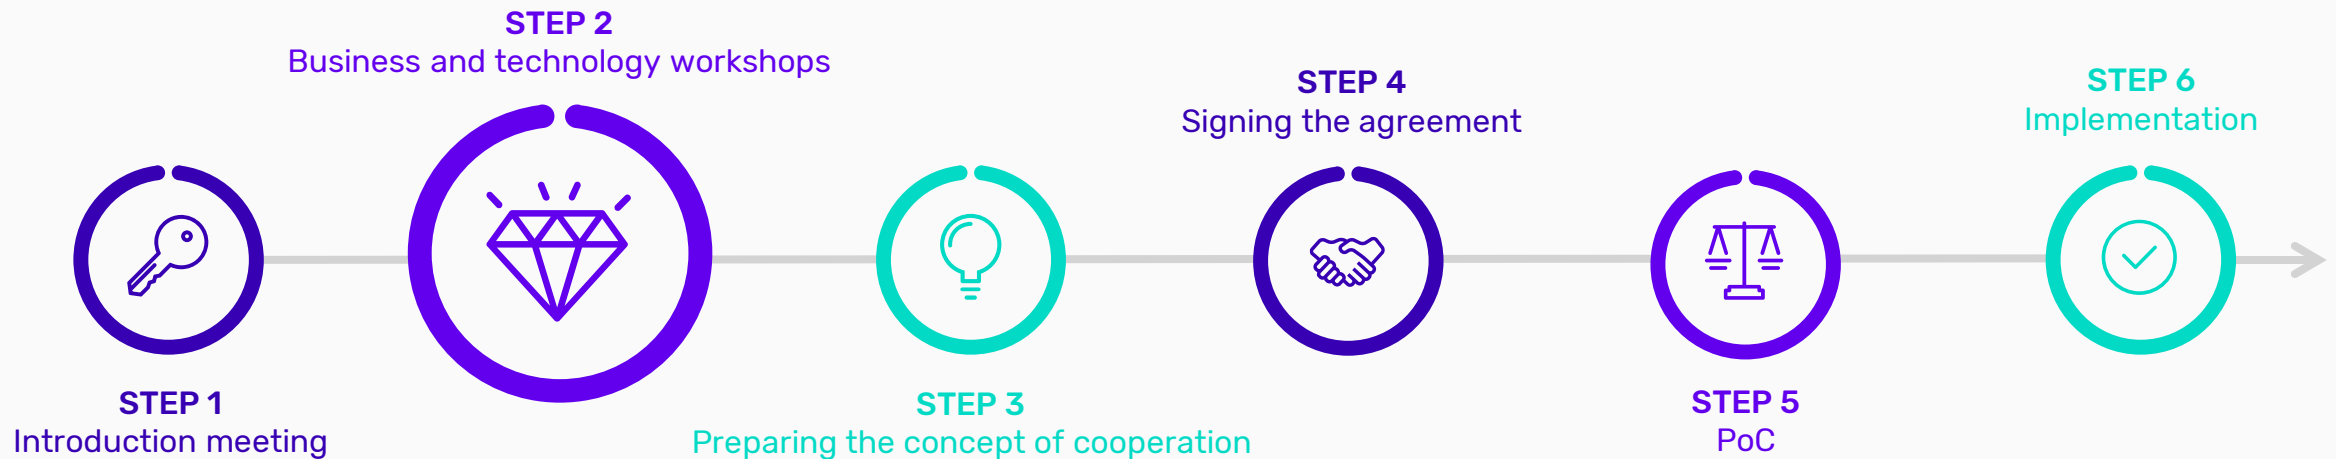 STEP 1
Introduction meeting
STEP 2
Business and technology workshops
STEP 3
Preparing the concept of cooperation
STEP 4
Signing the agreement
STEP 5
PoC
STEP 6
Implementation